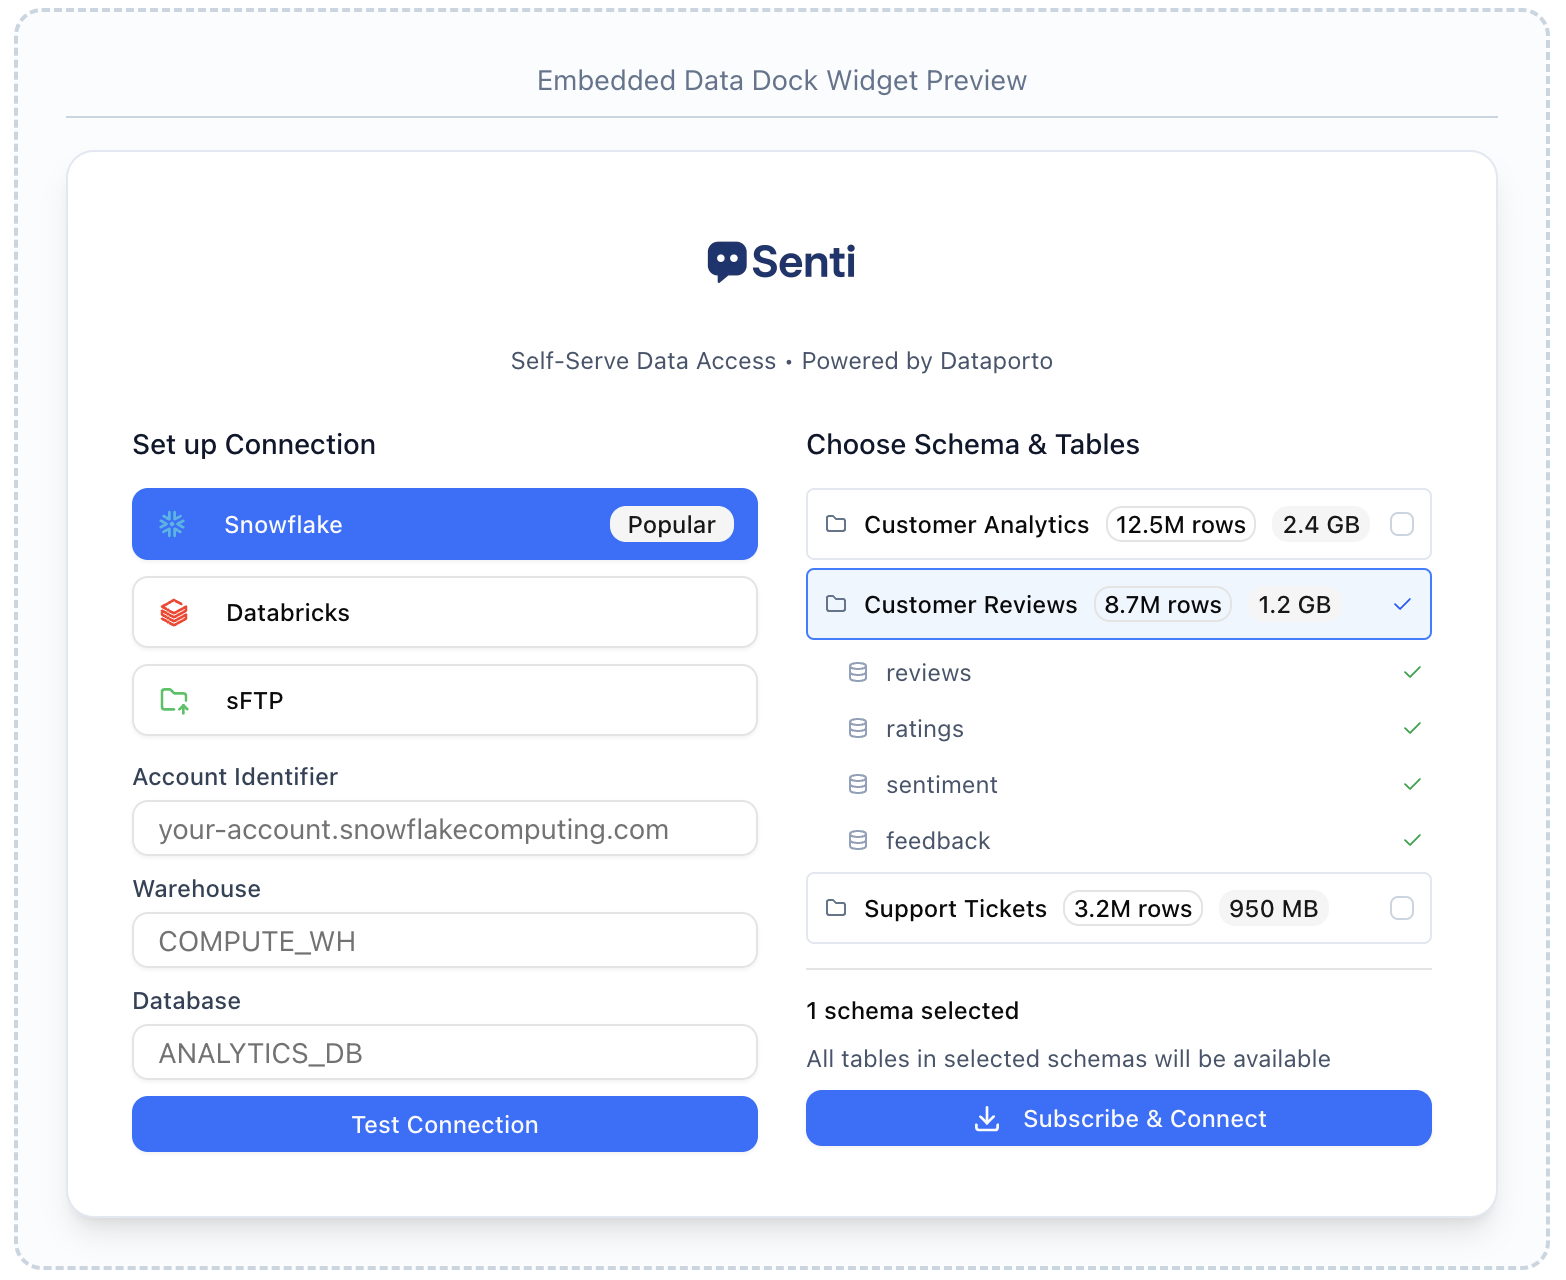 Embedded Data Dock Widget Preview
Senti
Self-Serve Data Access • Powered by Dataporto
Set up Connection
Snowflake Popular
Databricks
sFTP
Account Identifier
your-account.snowflakecomputing.com
Warehouse
COMPUTE_WH
Database
ANALYTICS_DB
Test Connection
Choose Schema & Tables
Customer Analytics 12.5M rows 2.4 GB
Customer Reviews 8.7M rows 1.2 GB
reviews
ratings
sentiment
feedback
Support Tickets 3.2M rows 950 MB
1 schema selected
All tables in selected schemas will be available
Subscribe & Connect